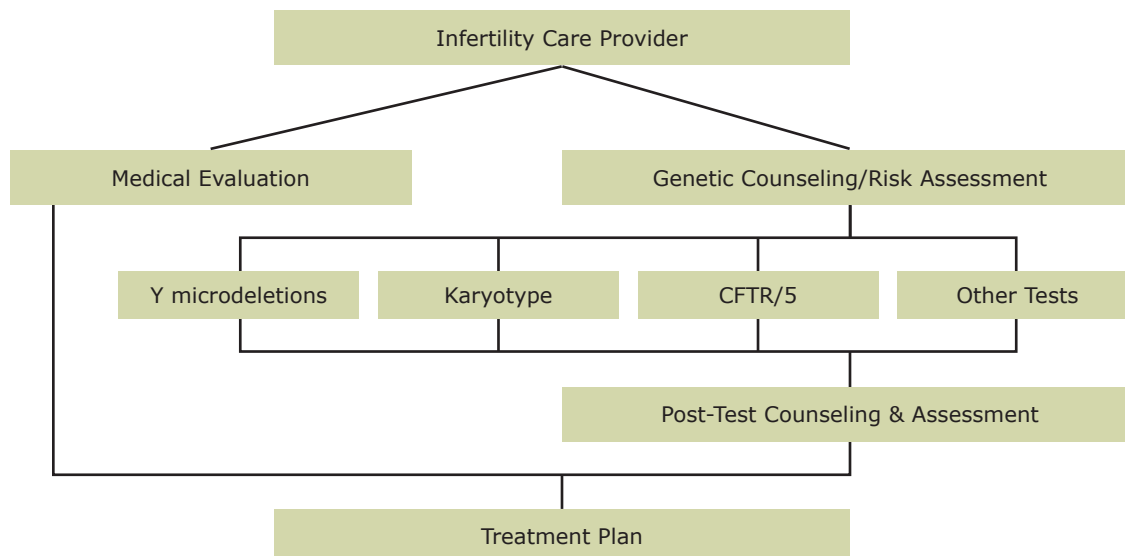 Infertility Care Provider
Medical Evaluation
Genetic Counseling/Risk Assessment
Y microdeletions
Karyotype
CFTR/5
Other Tests
Post-Test Counseling & Assessment
Treatment Plan